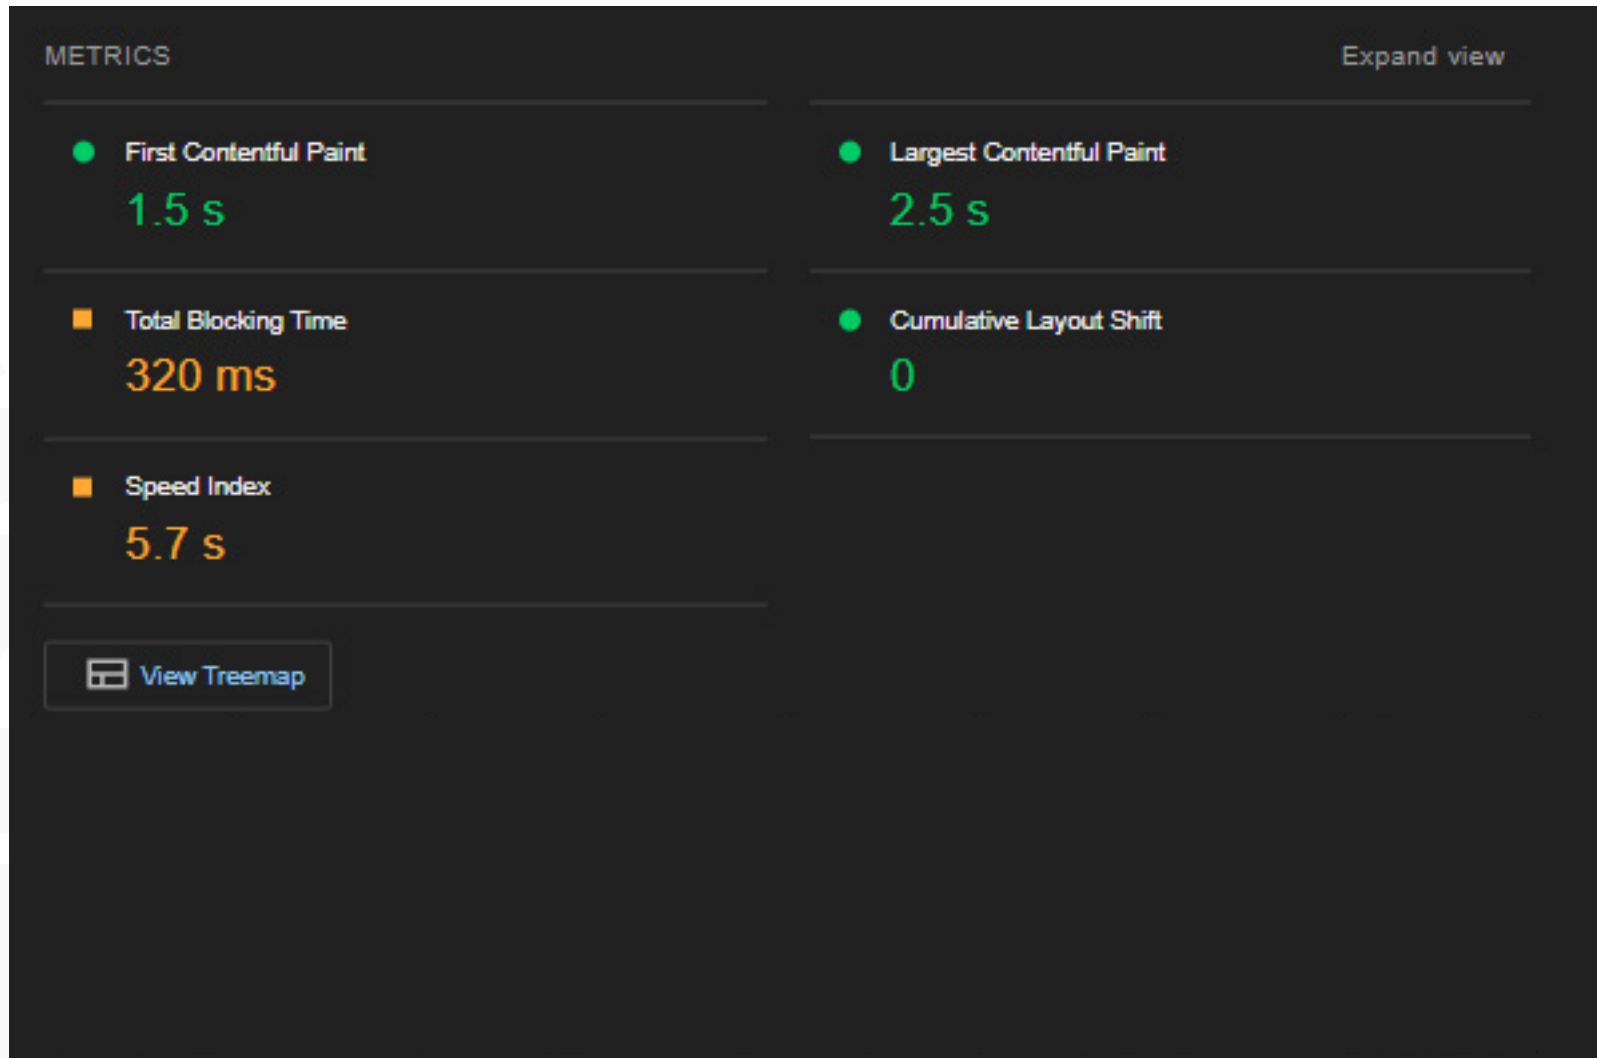 METRICS
Expand view
First Contentful Paint
1.5 s
Largest Contentful Paint
2.5 s
Total Blocking Time
320 ms
Cumulative Layout Shift
0
Speed Index
5.7 s
View Treemap